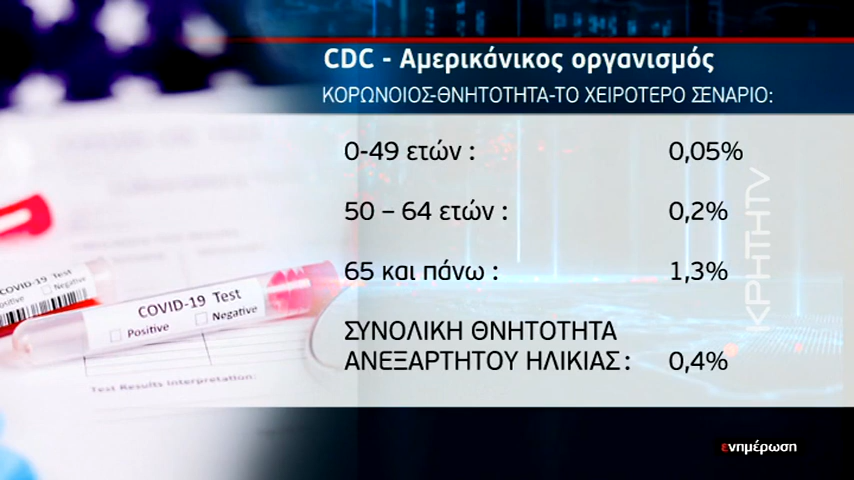 CDC - Αμερικάνικος οργανισμός
ΚΟΡΩΝΟΙΟΣ-ΘΝΗΤΟΤΗΤΑ-ΤΟ ΧΕΙΡΟΤΕΡΟ ΣΕΝΑΡΙΟ:
0-49 ετών : 0,05%
50 – 64 ετών : 0,2%
65 και πάνω : 1,3%
ΣΥΝΟΛΙΚΗ ΘΝΗΤΟΤΗΤΑ
ΑΝΕΞΑΡΤΗΤΟΥ ΗΛΙΚΙΑΣ : 0,4%
ΚΡΗΤΗTV
COVID-19 Test
Positive Negative
COVID-19 Test
Positive Negative
Test Results Interpretation:
ενημέρωση